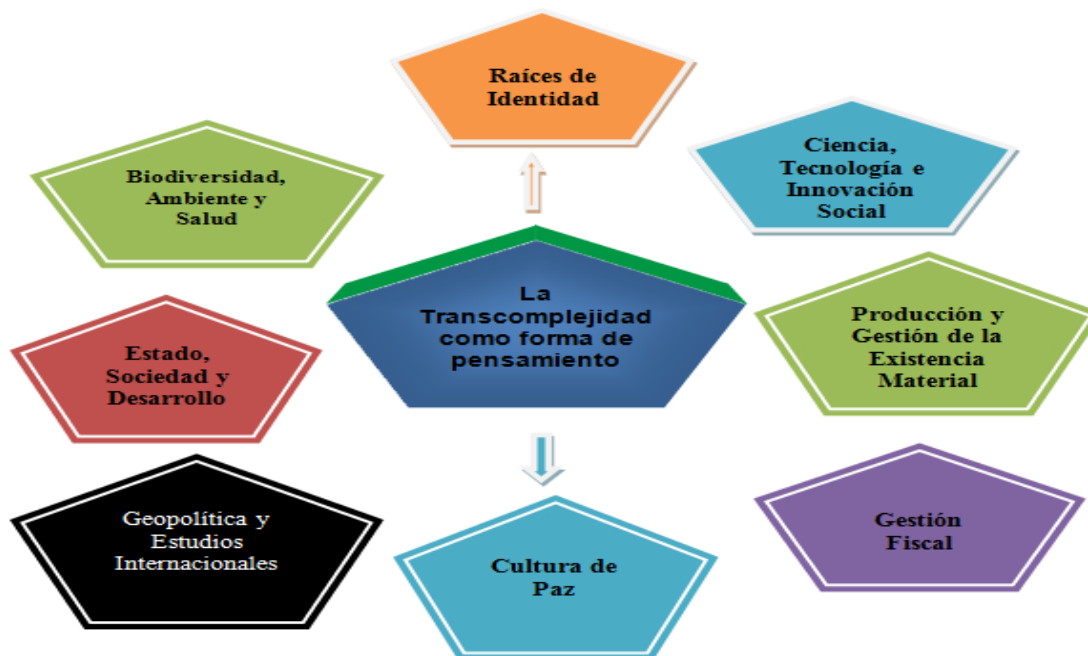 Raíces de
Identidad
Ciencia,
Tecnología e
Innovación
Social
Biodiversidad,
Ambiente y
Salud
La
Transcomplejidad
como forma de
pensamiento
Producción y
Gestión de la
Existencia
Material
Estado,
Sociedad y
Desarrollo
Geopolítica y
Estudios
Internacionales
Cultura de
Paz
Gestión
Fiscal